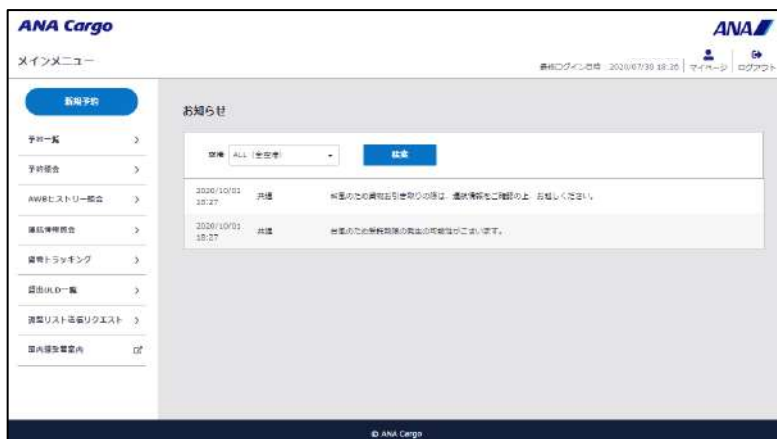 ANA Cargo
ANA
メインメニュー
最終ログイン日時 : 2020/07/30 18:26
マイページ
ログアウト
新規予約
お知らせ
予約一覧
空港 ALL (全空港)
検索
予約照会
2020/10/01
18:27
共通
台風のため貨物お引き取りの際は、運航情報をご確認の上 お越しください。
AWBヒストリー照会
運航情報照会
2020/10/01
18:27
共通
台風のため受託制限の発生の可能性がございます。
貨物トラッキング
貸出ULD一覧
識型リスト送信リクエスト
国内線空電案内
© ANA Cargo